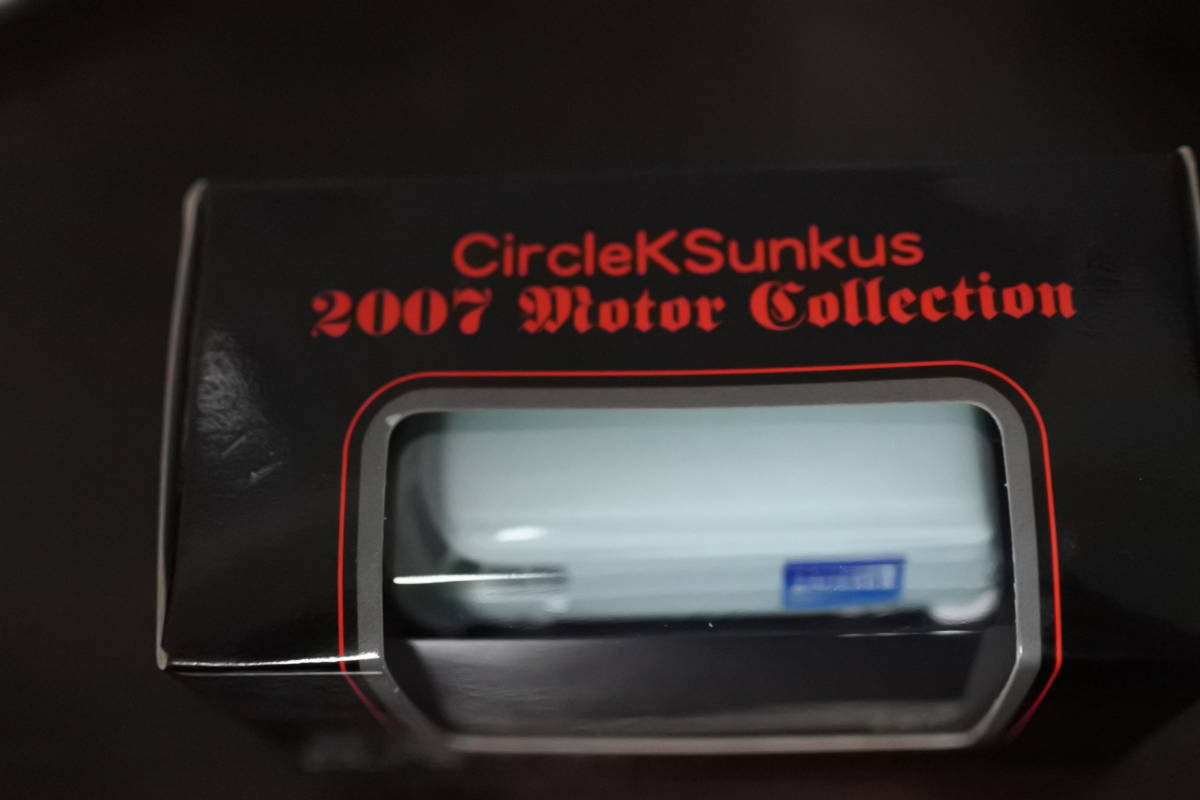 CircleKSunkus
2007 Motor Collection